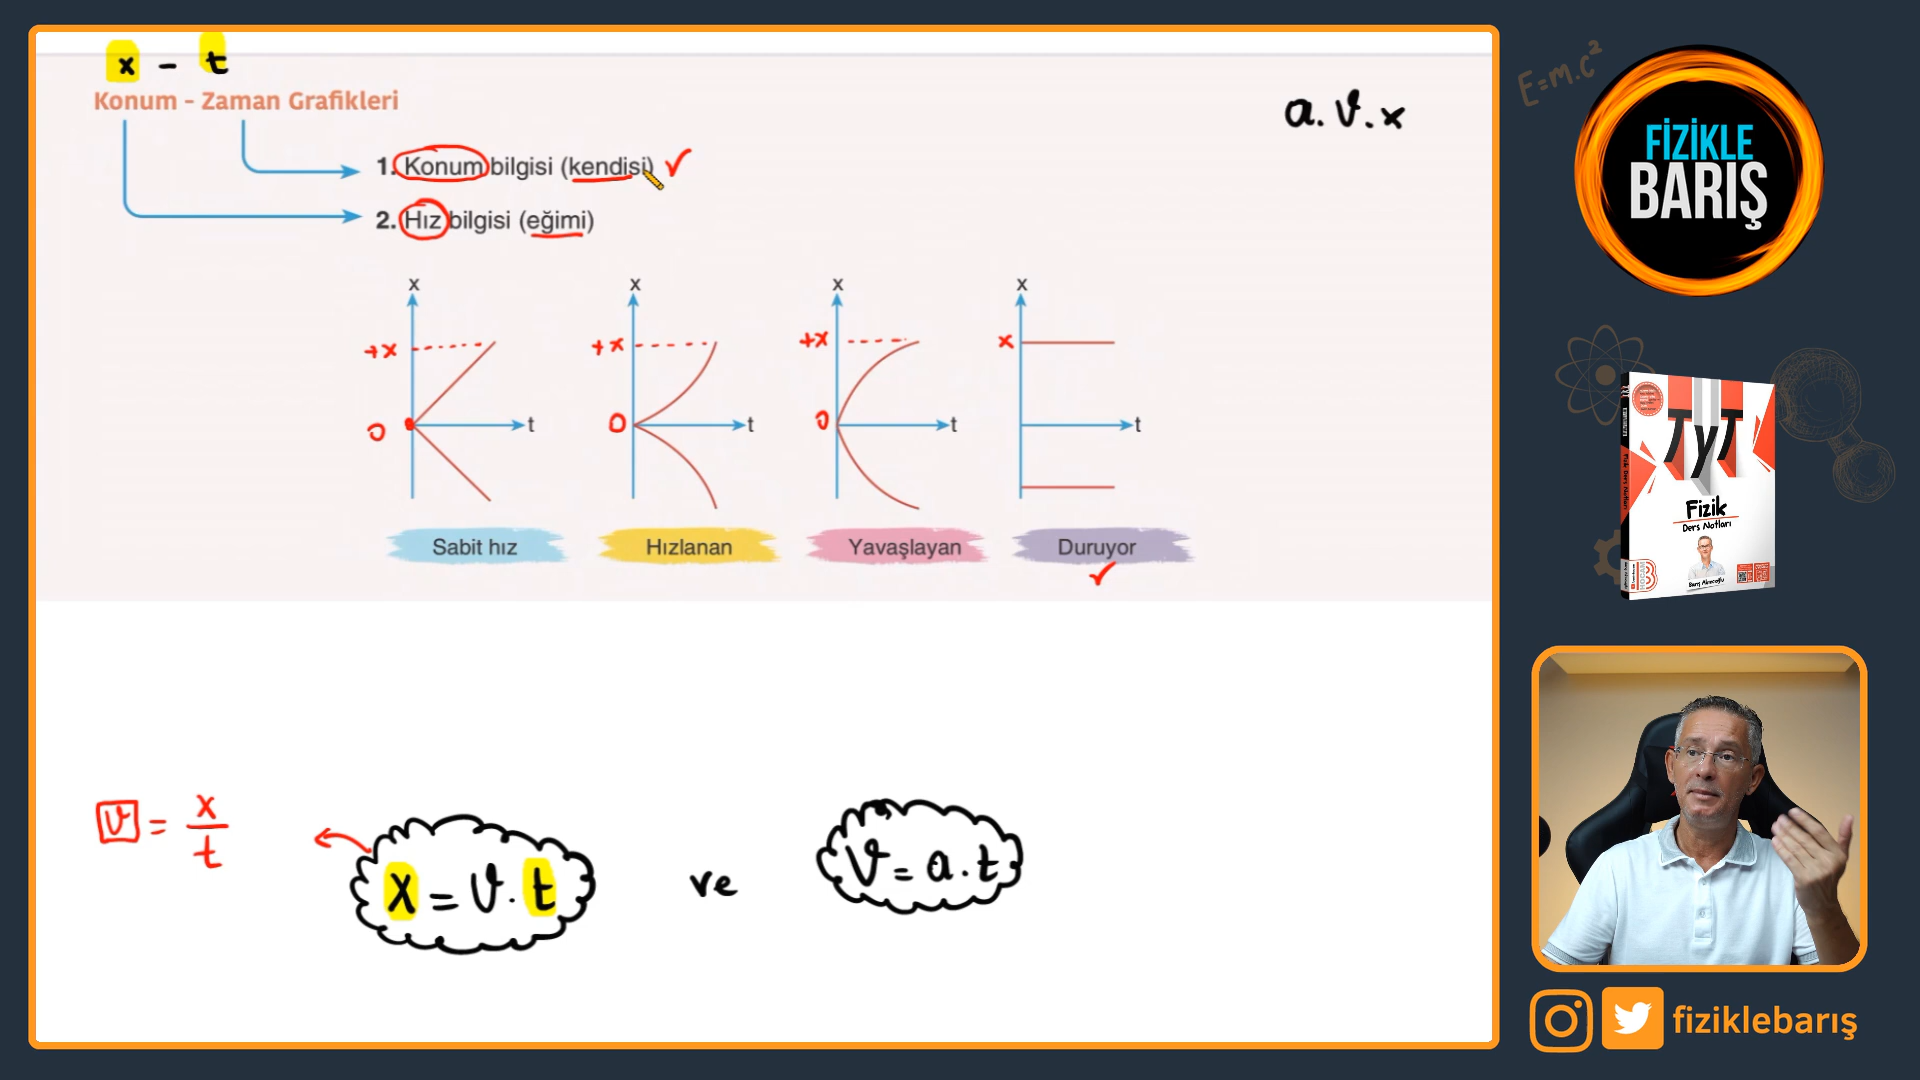 x - t
Konum - Zaman Grafikleri
a.v.x
1. Konum bilgisi (kendisi) ✓
2. Hız bilgisi (eğimi)
x x x x
+x +x +x x
0 t 0 t 0 t t
Sabit hız Hızlanan Yavaşlayan Duruyor
✓
v = x/t
x = v.t ve v = a.t
E=m.c²
FİZİKLE
BARIŞ
TYT
Fizik
Ders Notları
fiziklebarış